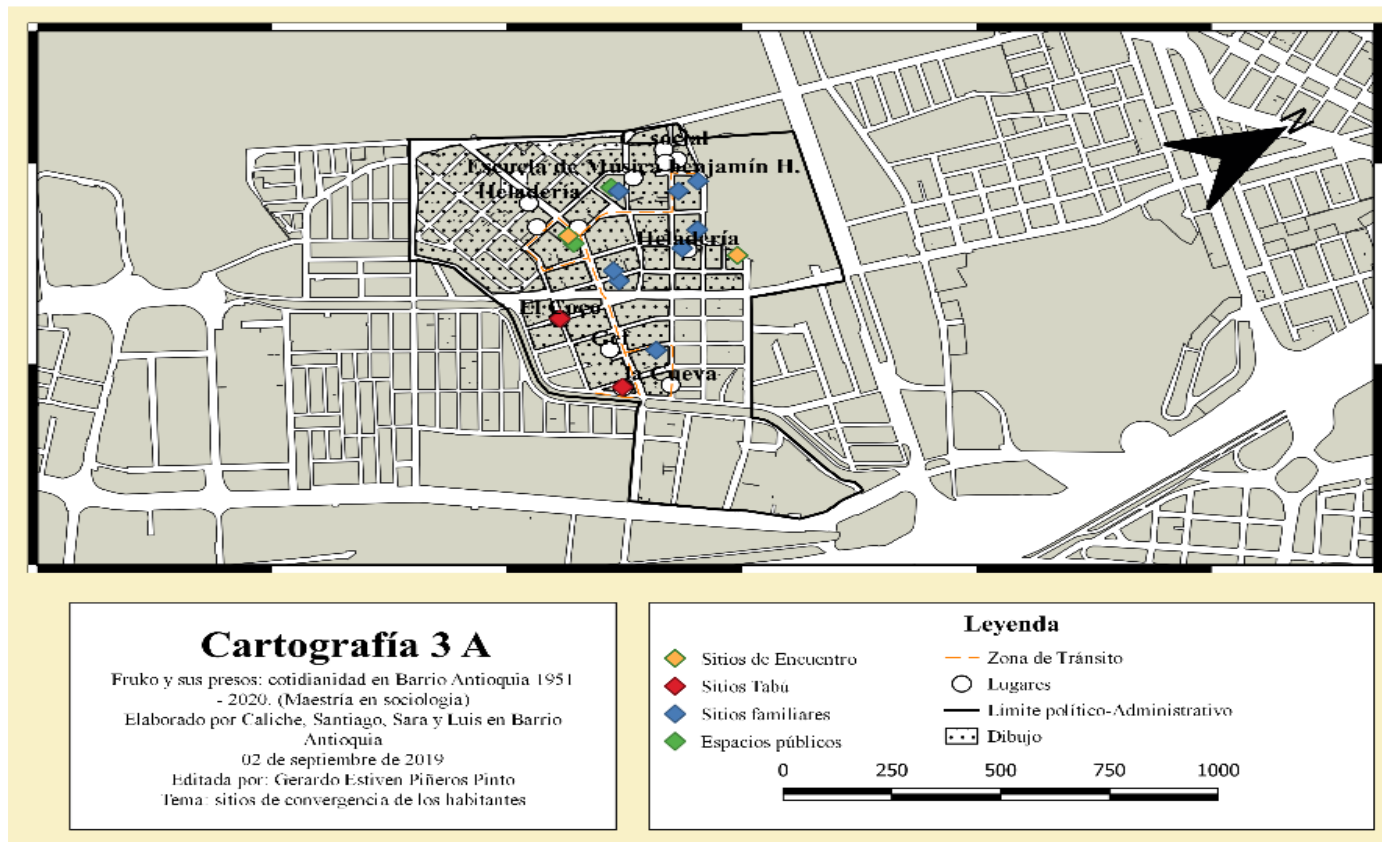 N
C. social
Escuela de Música benjamín H.
Heladería
Heladería
El Coco
Gef
la Cueva
Cartografía 3 A
Fruko y sus presos: cotidianidad en Barrio Antioquia 1951
- 2020. (Maestría en sociología)
Elaborado por Caliche, Santiago, Sara y Luis en Barrio
Antioquia
02 de septiembre de 2019
Editada por: Gerardo Estiven Piñeros Pinto
Tema: sitios de convergencia de los habitantes
Leyenda
Sitios de Encuentro
Sitios Tabú
Sitios familiares
Espacios públicos
Zona de Tránsito
Lugares
Límite político-Administrativo
Dibujo
0 250 500 750 1000